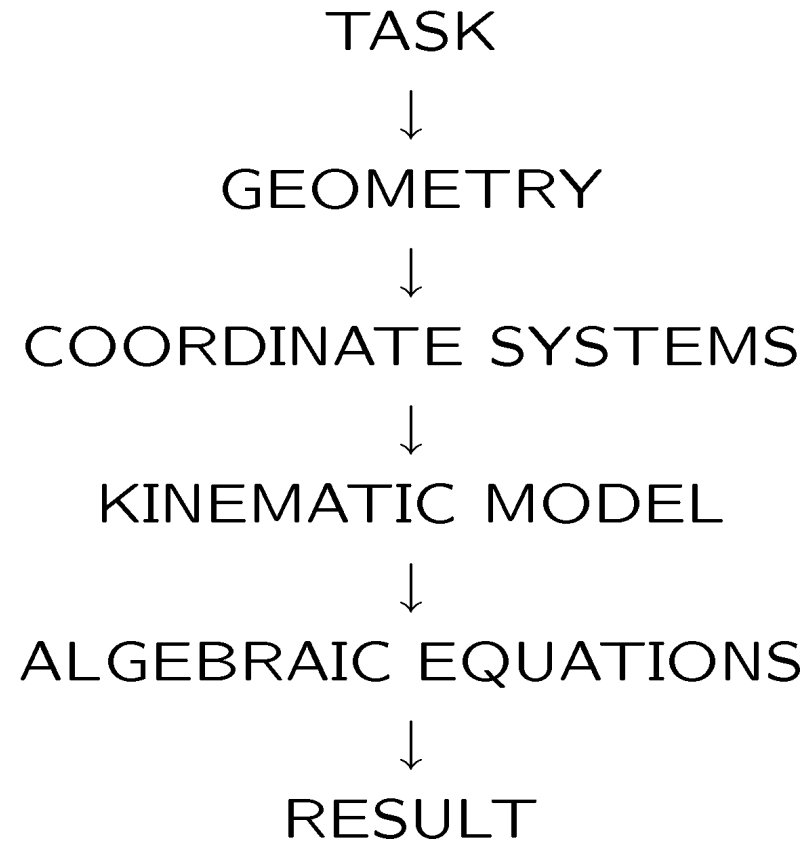 TASK
↓
GEOMETRY
↓
COORDINATE SYSTEMS
↓
KINEMATIC MODEL
↓
ALGEBRAIC EQUATIONS
↓
RESULT